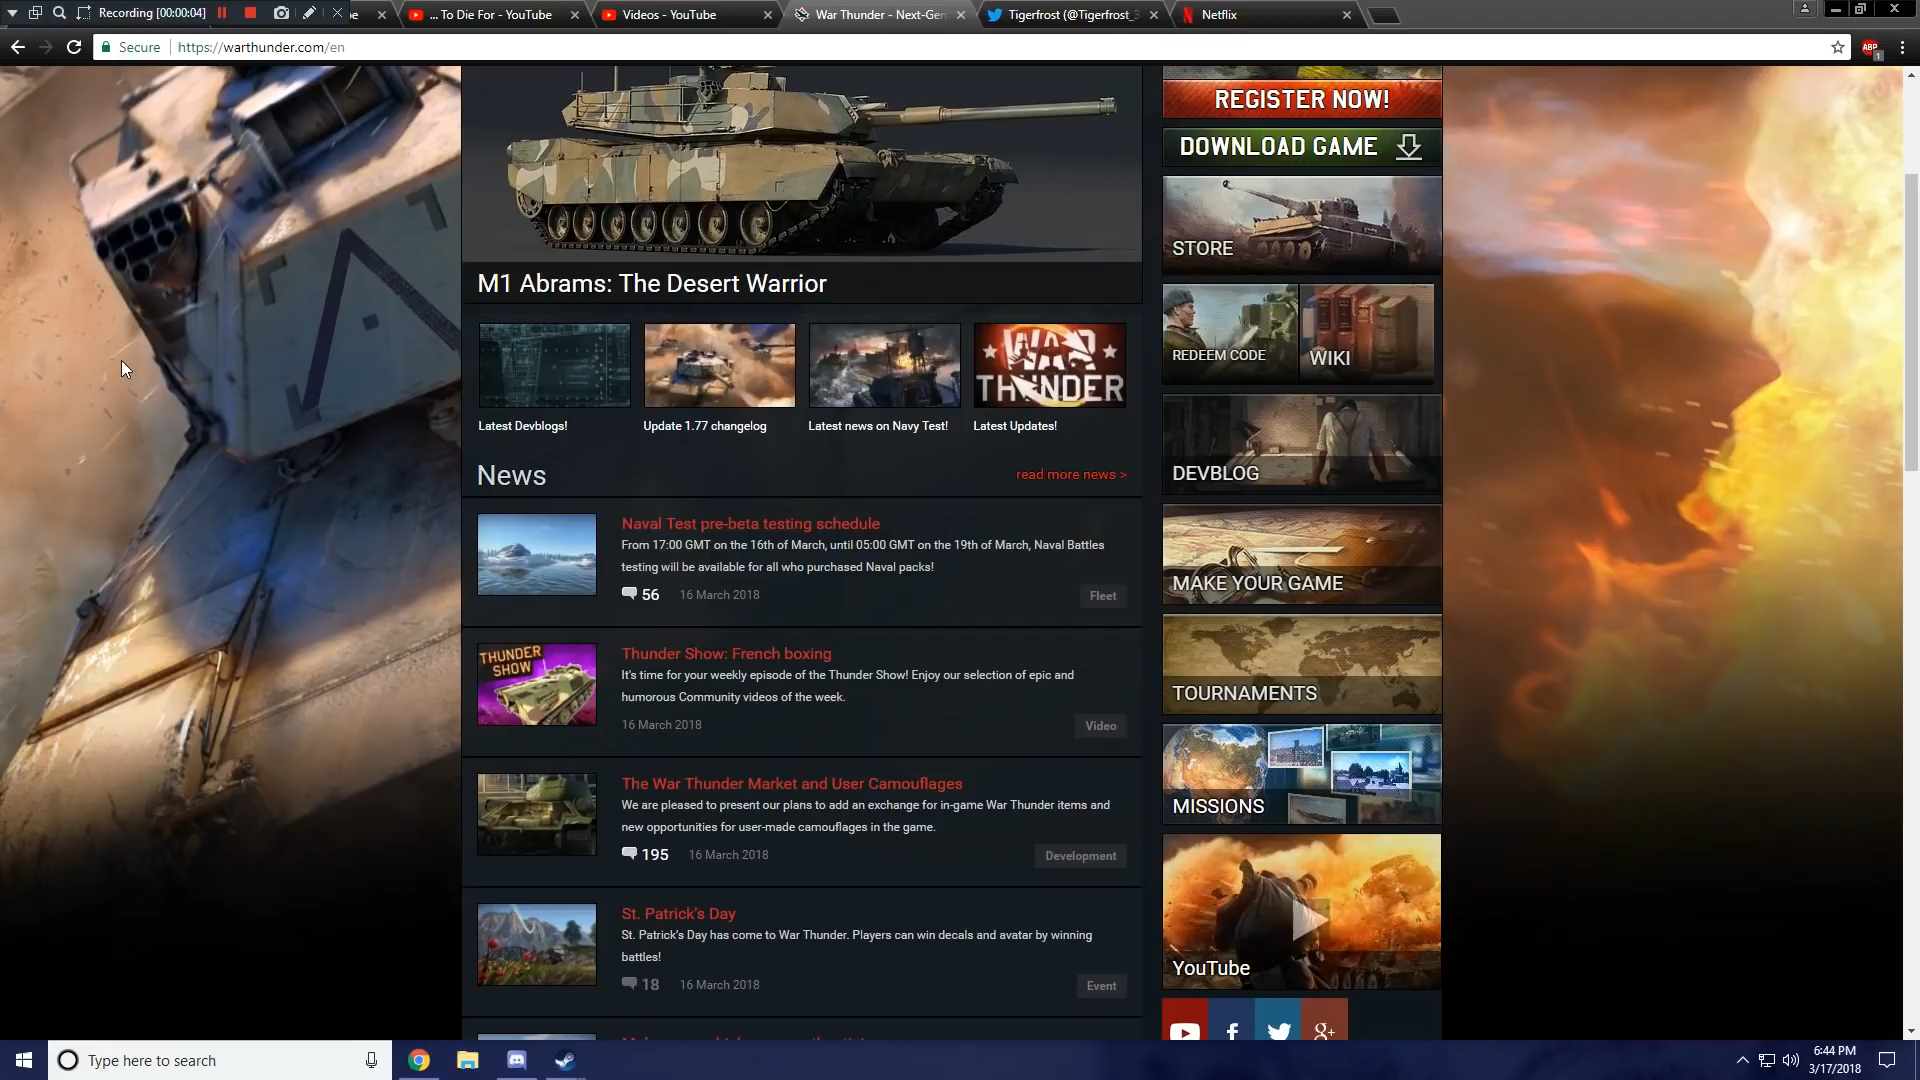 Recording [00:00:04]
... To Die For - YouTube
Videos - YouTube
War Thunder - Next-Gen
Tigerfrost (@Tigerfrost_3
Netflix
Secure
https://warthunder.com/en
ABP
1
REGISTER NOW!
DOWNLOAD GAME
STORE
REDEEM CODE
WIKI
DEVBLOG
MAKE YOUR GAME
TOURNAMENTS
MISSIONS
YouTube
M1 Abrams: The Desert Warrior
WAR
THUNDER
Latest Devblogs!
Update 1.77 changelog
Latest news on Navy Test!
Latest Updates!
News
read more news >
Naval Test pre-beta testing schedule
From 17:00 GMT on the 16th of March, until 05:00 GMT on the 19th of March, Naval Battles
testing will be available for all who purchased Naval packs!
56
16 March 2018
Fleet
THUNDER
SHOW
Thunder Show: French boxing
It's time for your weekly episode of the Thunder Show! Enjoy our selection of epic and
humorous Community videos of the week.
16 March 2018
Video
The War Thunder Market and User Camouflages
We are pleased to present our plans to add an exchange for in-game War Thunder items and
new opportunities for user-made camouflages in the game.
195
16 March 2018
Development
St. Patrick's Day
St. Patrick's Day has come to War Thunder. Players can win decals and avatar by winning
battles!
18
16 March 2018
Event
f
g+
Type here to search
6:44 PM
3/17/2018